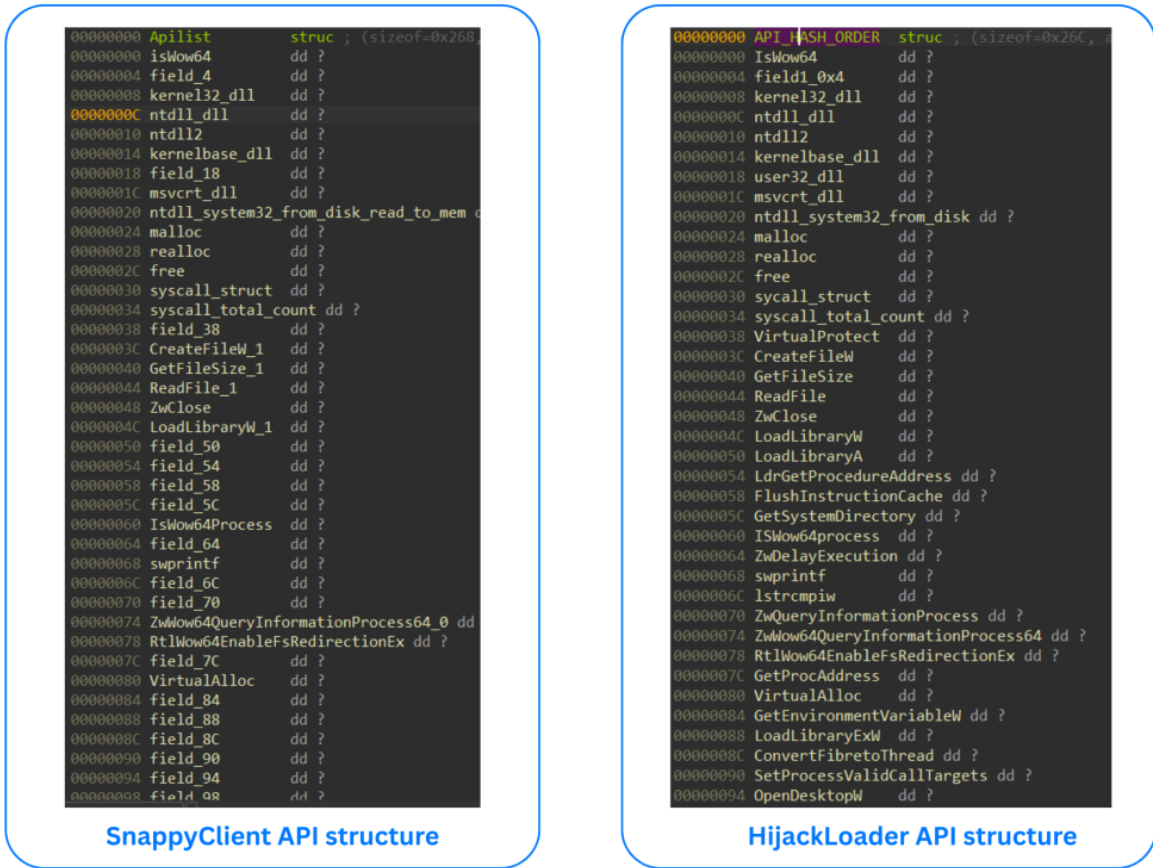 00000000 Apilist struc ; (sizeof=0x268,
00000000 isWow64 dd ?
00000004 field_4 dd ?
00000008 kernel32_dll dd ?
0000000C ntdll_dll dd ?
00000010 ntdll2 dd ?
00000014 kernelbase_dll dd ?
00000018 field_18 dd ?
0000001C msvcrt_dll dd ?
00000020 ntdll_system32_from_disk_read_to_mem d
00000024 malloc dd ?
00000028 realloc dd ?
0000002C free dd ?
00000030 syscall_struct dd ?
00000034 syscall_total_count dd ?
00000038 field_38 dd ?
0000003C CreateFileW_1 dd ?
00000040 GetFileSize_1 dd ?
00000044 ReadFile_1 dd ?
00000048 ZwClose dd ?
0000004C LoadLibraryW_1 dd ?
00000050 field_50 dd ?
00000054 field_54 dd ?
00000058 field_58 dd ?
0000005C field_5C dd ?
00000060 IsWow64Process dd ?
00000064 field_64 dd ?
00000068 swprintf dd ?
0000006C field_6C dd ?
00000070 field_70 dd ?
00000074 ZwWow64QueryInformationProcess64_0 dd
00000078 RtlWow64EnableFsRedirectionEx dd ?
0000007C field_7C dd ?
00000080 VirtualAlloc dd ?
00000084 field_84 dd ?
00000088 field_88 dd ?
0000008C field_8C dd ?
00000090 field_90 dd ?
00000094 field_94 dd ?
00000098 field_98 dd ?
SnappyClient API structure
00000000 API_HASH_ORDER struc ; (sizeof=0x26C, a
00000000 IsWow64 dd ?
00000004 field1_0x4 dd ?
00000008 kernel32_dll dd ?
0000000C ntdll_dll dd ?
00000010 ntdll2 dd ?
00000014 kernelbase_dll dd ?
00000018 user32_dll dd ?
0000001C msvcrt_dll dd ?
00000020 ntdll_system32_from_disk dd ?
00000024 malloc dd ?
00000028 realloc dd ?
0000002C free dd ?
00000030 sycall_struct dd ?
00000034 syscall_total_count dd ?
00000038 VirtualProtect dd ?
0000003C CreateFileW dd ?
00000040 GetFileSize dd ?
00000044 ReadFile dd ?
00000048 ZwClose dd ?
0000004C LoadLibraryW dd ?
00000050 LoadLibraryA dd ?
00000054 LdrGetProcedureAddress dd ?
00000058 FlushInstructionCache dd ?
0000005C GetSystemDirectory dd ?
00000060 ISWow64process dd ?
00000064 ZwDelayExecution dd ?
00000068 swprintf dd ?
0000006C lstrcmpiw dd ?
00000070 ZwQueryInformationProcess dd ?
00000074 ZwWow64QueryInformationProcess64 dd ?
00000078 RtlWow64EnableFsRedirectionEx dd ?
0000007C GetProcAddress dd ?
00000080 VirtualAlloc dd ?
00000084 GetEnvironmentVariableW dd ?
00000088 LoadLibraryExW dd ?
0000008C ConvertFibretoThread dd ?
00000090 SetProcessValidCallTargets dd ?
00000094 OpenDesktopW dd ?
HijackLoader API structure